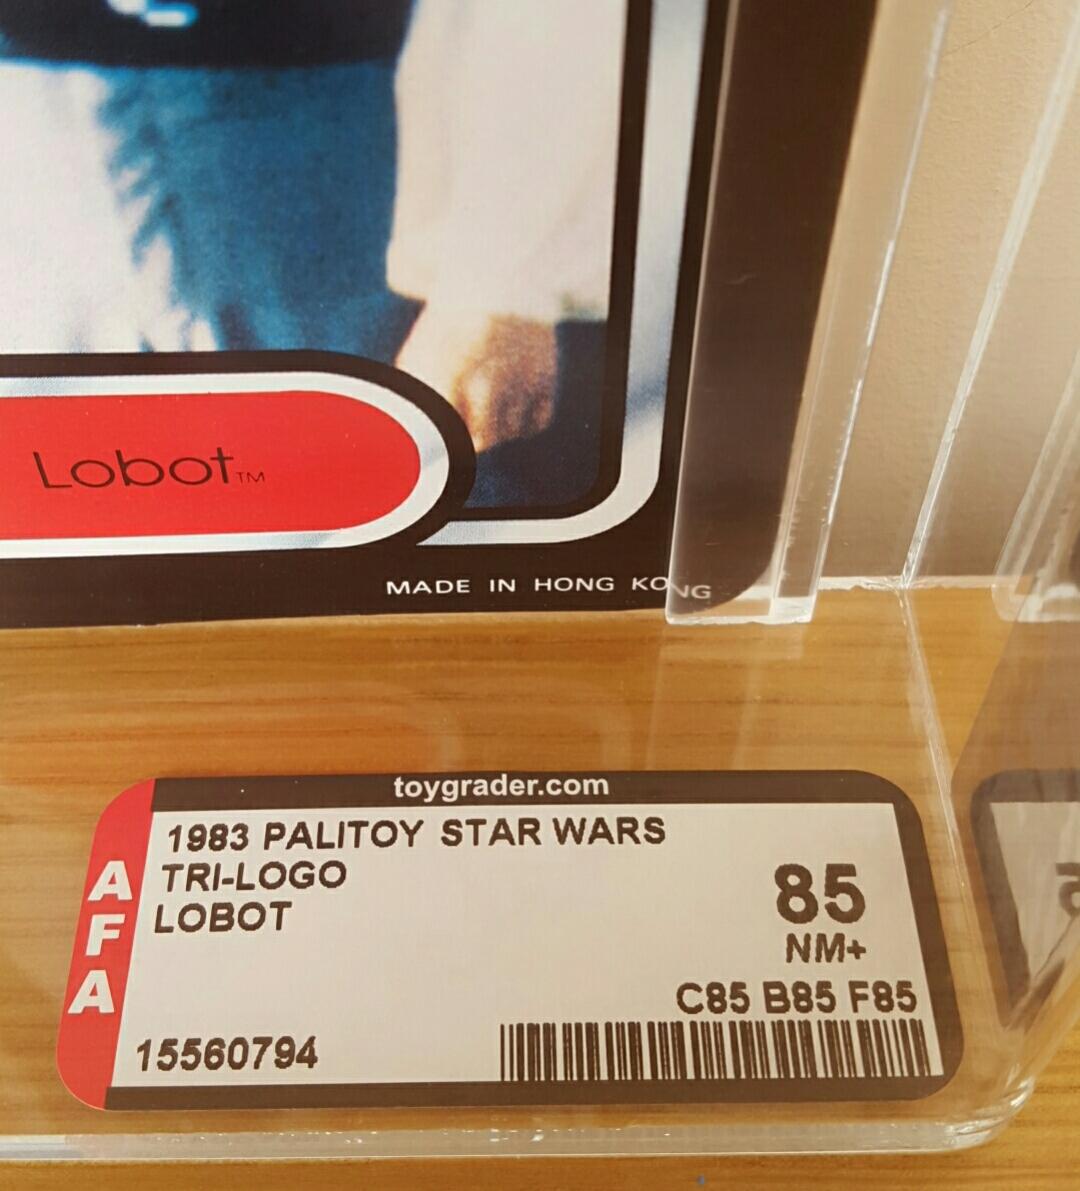 Lobot™
MADE IN HONG KONG
toygrader.com
AFA
1983 PALITOY STAR WARS
TRI-LOGO
LOBOT
85
NM+
C85 B85 F85
15560794